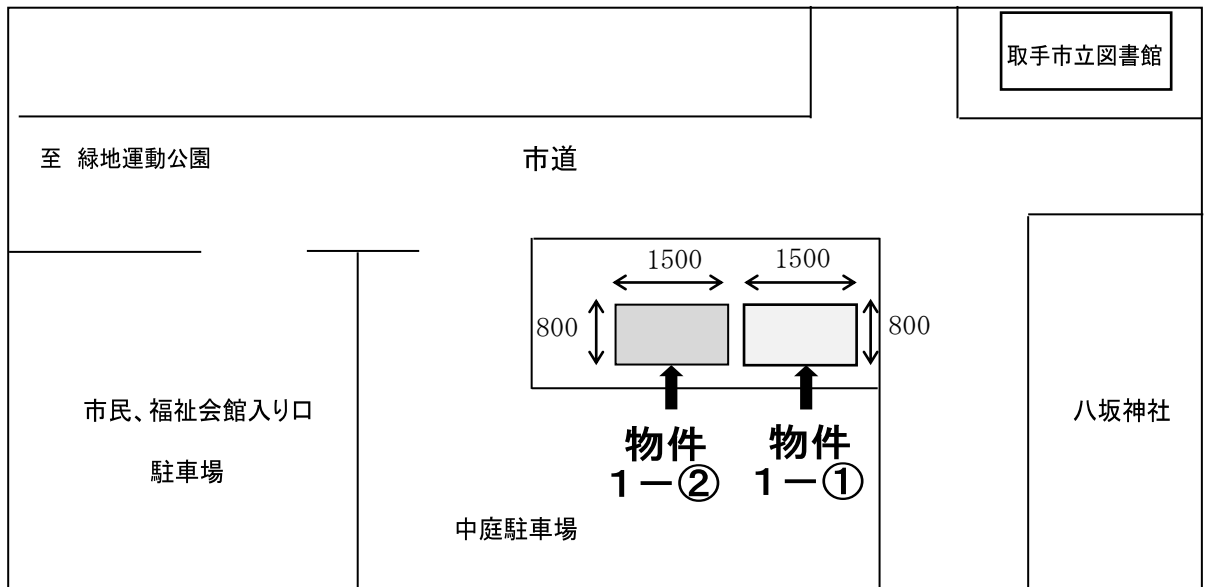 取手市立図書館
至 緑地運動公園
市道
1500
1500
800
800
物件
1-②
物件
1-①
市民、福祉会館入り口
駐車場
八坂神社
中庭駐車場